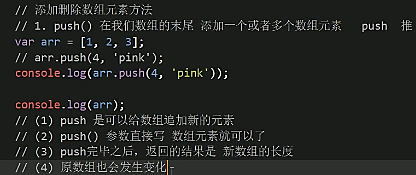 // 添加删除数组元素方法
// 1. push() 在我们数组的末尾 添加一个或者多个数组元素   push  推
var arr = [1, 2, 3];
// arr.push(4, 'pink');
console.log(arr.push(4, 'pink'));
console.log(arr);
// (1) push 是可以给数组追加新的元素
// (2) push() 参数直接写 数组元素就可以了
// (3) push完毕之后，返回的结果是 新数组的长度
// (4) 原数组也会发生变化